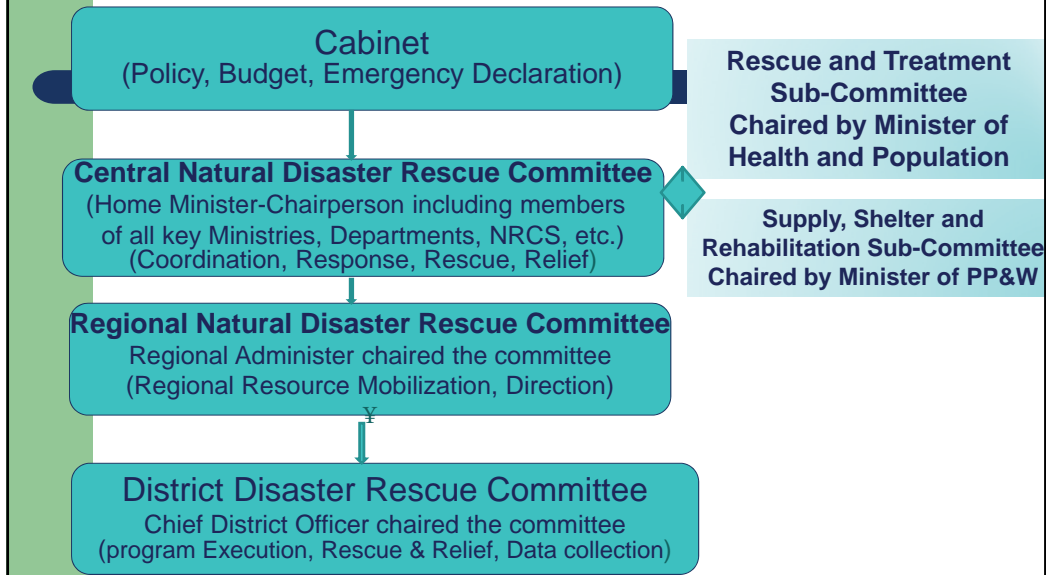 Cabinet
(Policy, Budget, Emergency Declaration)
Rescue and Treatment
Sub-Committee
Chaired by Minister of
Health and Population
Central Natural Disaster Rescue Committee
(Home Minister-Chairperson including members
of all key Ministries, Departments, NRCS, etc.)
(Coordination, Response, Rescue, Relief)
Supply, Shelter and
Rehabilitation Sub-Committee
Chaired by Minister of PP&W
Regional Natural Disaster Rescue Committee
Regional Administer chaired the committee
(Regional Resource Mobilization, Direction)
¥
District Disaster Rescue Committee
Chief District Officer chaired the committee
(program Execution, Rescue & Relief, Data collection)